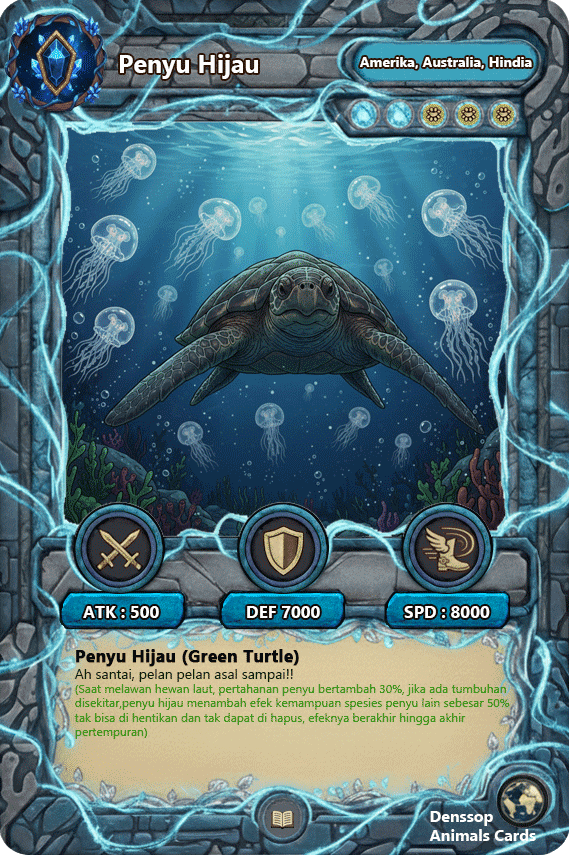 Penyu Hijau
Amerika, Australia, Hindia
ATK : 500
DEF 7000
SPD : 8000
Penyu Hijau (Green Turtle)
Ah santai, pelan pelan asal sampai!!
(Saat melawan hewan laut, pertahanan penyu bertambah 30%, jika ada tumbuhan
disekitar,penyu hijau menambah efek kemampuan spesies penyu lain sebesar 50%,
tak bisa di hentikan dan tak dapat di hapus, efeknya berakhir hingga akhir
pertempuran)
Denssop
Animals Cards